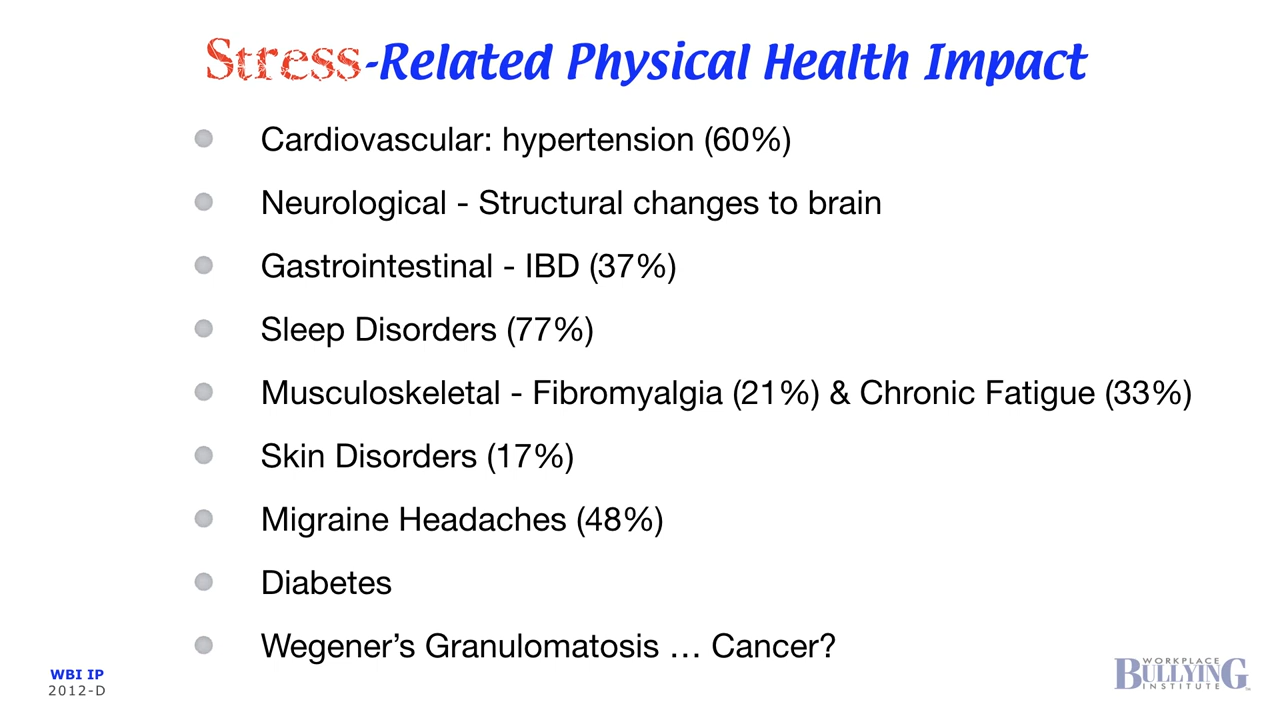 Stress-Related Physical Health Impact
Cardiovascular: hypertension (60%)
Neurological - Structural changes to brain
Gastrointestinal - IBD (37%)
Sleep Disorders (77%)
Musculoskeletal - Fibromyalgia (21%) & Chronic Fatigue (33%)
Skin Disorders (17%)
Migraine Headaches (48%)
Diabetes
Wegener’s Granulomatosis … Cancer?
WBI IP
2012-D
WORKPLACE
BULLYING
INSTITUTE